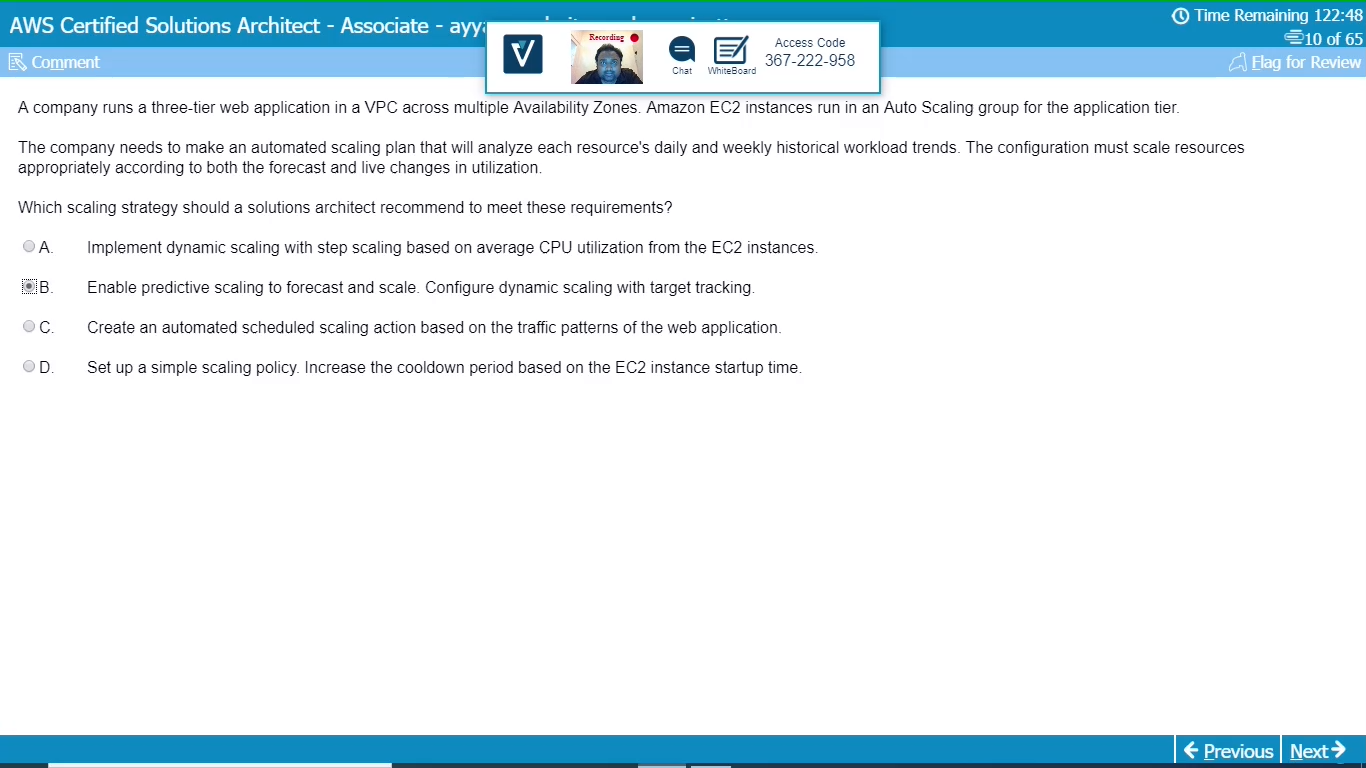 AWS Certified Solutions Architect - Associate - ayya
Time Remaining 122:48
10 of 65
Comment
Flag for Review
V
Recording
Chat
WhiteBoard
Access Code
367-222-958
A company runs a three-tier web application in a VPC across multiple Availability Zones. Amazon EC2 instances run in an Auto Scaling group for the application tier.
The company needs to make an automated scaling plan that will analyze each resource's daily and weekly historical workload trends. The configuration must scale resources
appropriately according to both the forecast and live changes in utilization.
Which scaling strategy should a solutions architect recommend to meet these requirements?
A. Implement dynamic scaling with step scaling based on average CPU utilization from the EC2 instances.
B. Enable predictive scaling to forecast and scale. Configure dynamic scaling with target tracking.
C. Create an automated scheduled scaling action based on the traffic patterns of the web application.
D. Set up a simple scaling policy. Increase the cooldown period based on the EC2 instance startup time.
Previous
Next